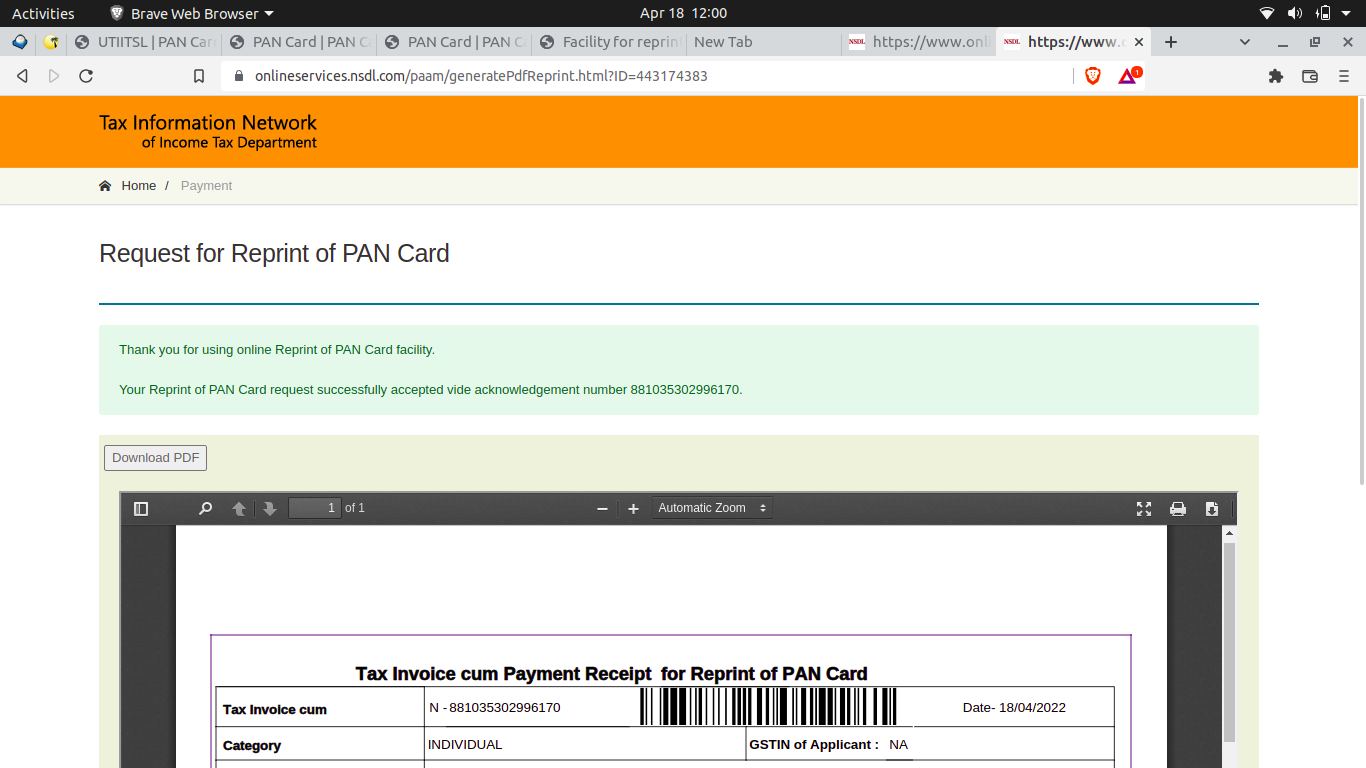 Activities
Brave Web Browser
Apr 18 12:00
UTIITSL | PAN Car
PAN Card | PAN C
PAN Card | PAN C
Facility for reprin
New Tab
NSDL
https://www.onl
NSDL
https://www.o
onlineservices.nsdl.com/paam/generatePdfReprint.html?ID=443174383
1
Tax Information Network
of Income Tax Department
Home / Payment
Request for Reprint of PAN Card
Thank you for using online Reprint of PAN Card facility.
Your Reprint of PAN Card request successfully accepted vide acknowledgement number 881035302996170.
Download PDF
1 of 1
Automatic Zoom
Tax Invoice cum Payment Receipt for Reprint of PAN Card
Tax Invoice cum N - 881035302996170 Date- 18/04/2022
Category INDIVIDUAL GSTIN of Applicant : NA